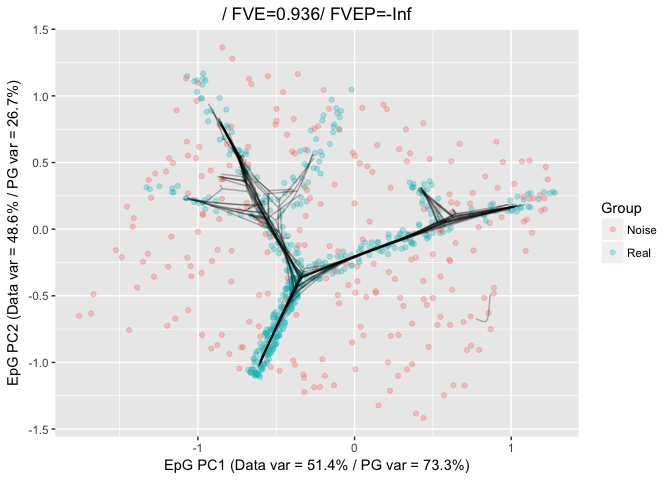 / FVE=0.936/ FVEP=-Inf
EpG PC2 (Data var = 48.6% / PG var = 26.7%)
1.5
1.0
0.5
0.0
-0.5
-1.0
-1.5
-1
0
1
EpG PC1 (Data var = 51.4% / PG var = 73.3%)
Group
Noise
Real